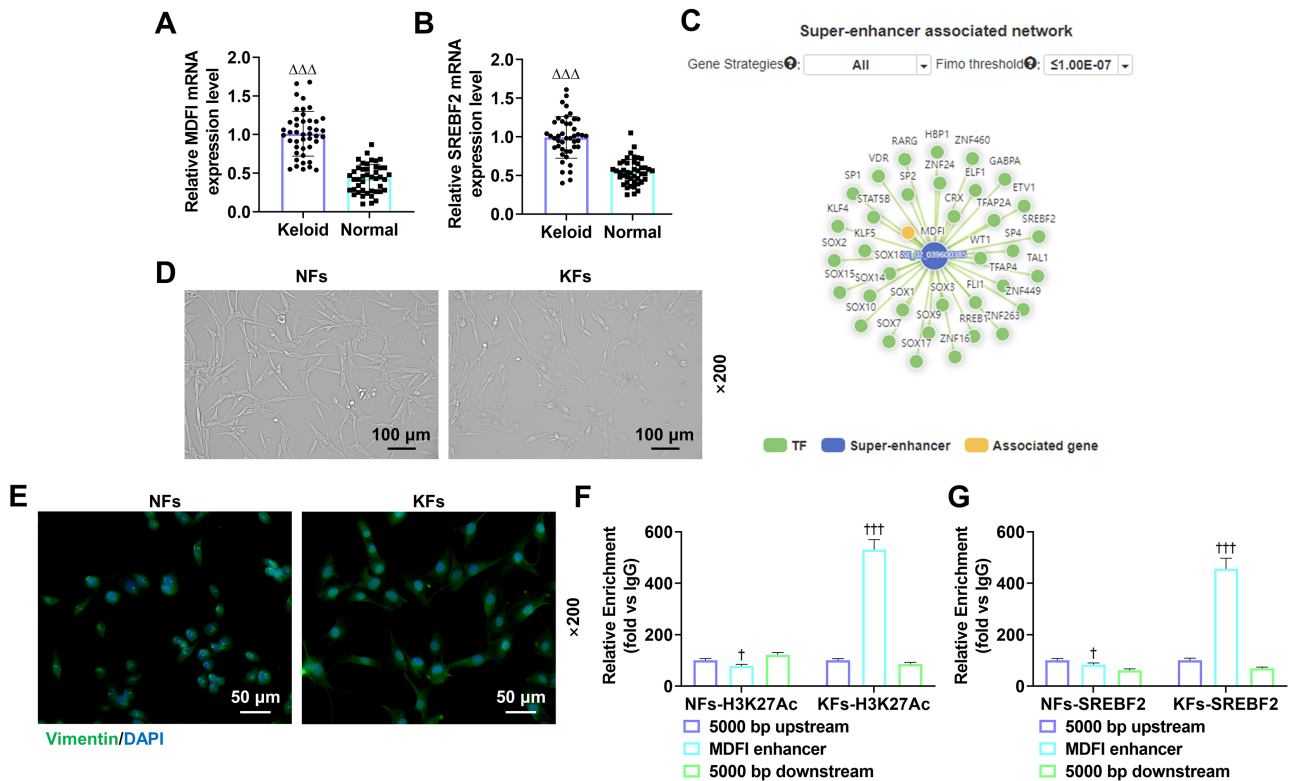 A
Relative MDFI mRNA
expression level
2.0
1.5
1.0
0.5
0.0
ΔΔΔ
Keloid
Normal
B
Relative SREBF2 mRNA
expression level
2.0
1.5
1.0
0.5
0.0
ΔΔΔ
Keloid
Normal
C
Super-enhancer associated network
Gene Strategies?: All
Fimo threshold?: ≤1.00E-07
HBP1
ZNF460
RARG
VDR
ZNF24
GABPA
SP1
SP2
ELF1
ETV1
STAT5B
CRX
TFAP2A
KLF4
SREBF2
MDFI
KLF5
WT1
SP4
SOX2
TAL1
TFAP4
SOX15
SOX14
SOX1
SOX3
FLI1
ZNF449
SOX10
SOX9
RREB1
ZNF263
SOX7
SOX17
ZNF16
TF
Super-enhancer
Associated gene
D
NFs
KFs
100 μm
100 μm
×200
E
NFs
KFs
50 μm
50 μm
×200
Vimentin/DAPI
F
Relative Enrichment
(fold vs IgG)
600
400
200
0
†
†††
NFs-H3K27Ac
KFs-H3K27Ac
5000 bp upstream
MDFI enhancer
5000 bp downstream
G
Relative Enrichment
(fold vs IgG)
600
400
200
0
†
†††
NFs-SREBF2
KFs-SREBF2
5000 bp upstream
MDFI enhancer
5000 bp downstream